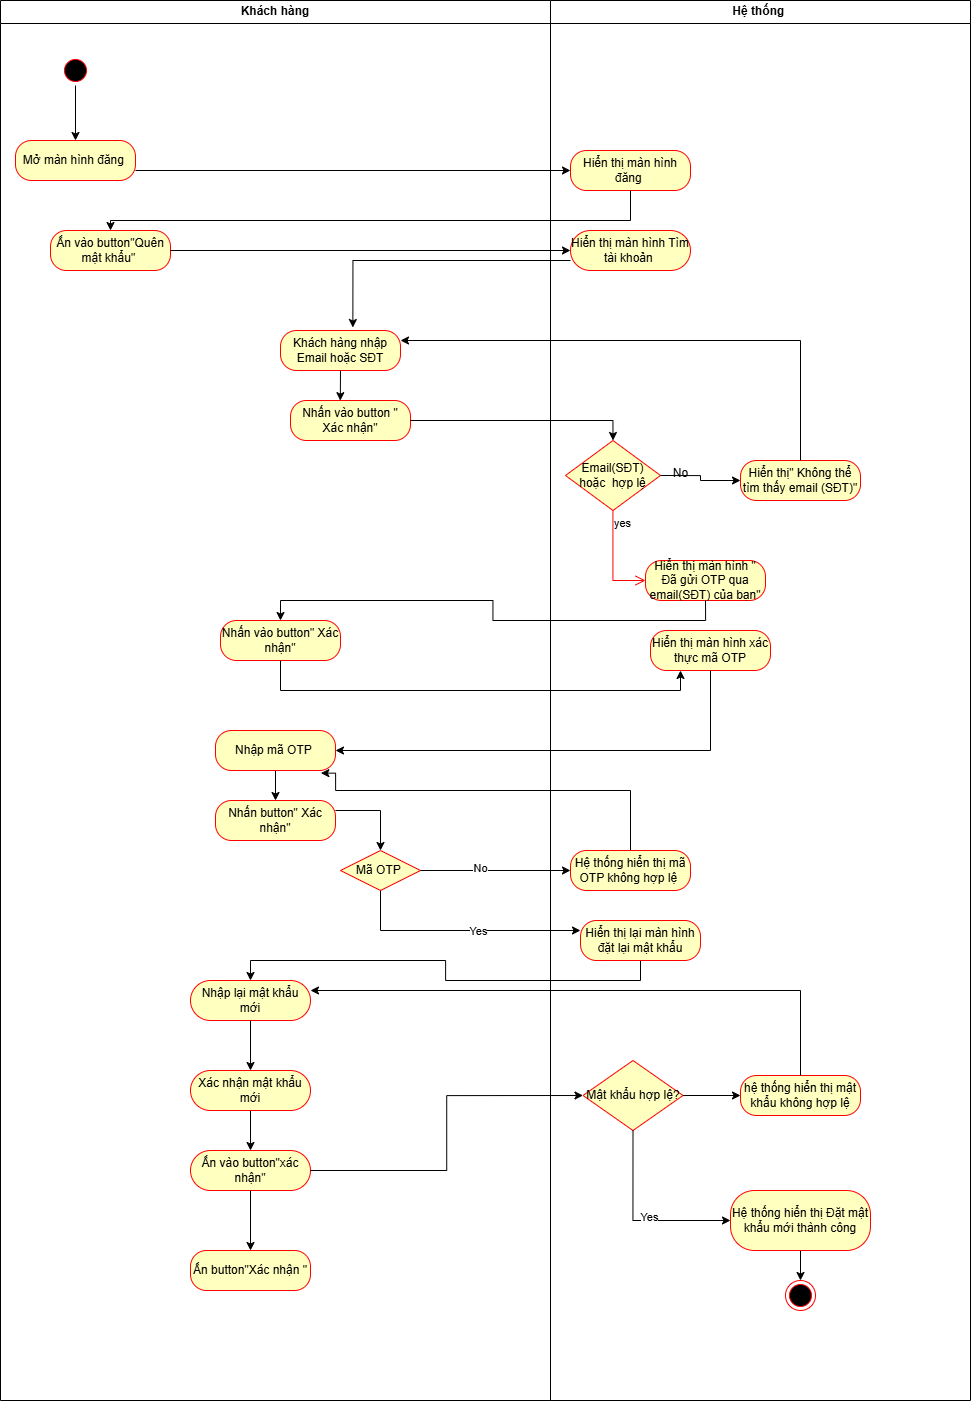 Khách hàng
Hệ thống
Mở màn hình đăng
Hiển thị màn hình
đăng
Ấn vào button"Quên
mật khẩu"
Hiển thị màn hình Tìm
tài khoản
Khách hàng nhập
Email hoặc SĐT
Nhấn vào button "
Xác nhận"
Email(SĐT)
hoặc  hợp lệ
No
Hiển thị" Không thể
tìm thấy email (SĐT)"
yes
Hiển thị màn hình "
Đã gửi OTP qua
email(SĐT) của bạn"
Nhấn vào button" Xác
nhận"
Hiển thị màn hình xác
thực mã OTP
Nhập mã OTP
Nhấn button" Xác
nhận"
Mã OTP
No
Hệ thống hiển thị mã
OTP không hợp lệ
Yes
Hiển thị lại màn hình
đặt lại mật khẩu
Nhập lại mật khẩu
mới
Xác nhận mật khẩu
mới
Mật khẩu hợp lệ?
hệ thống hiển thị mật
khẩu không hợp lệ
Ấn vào button"xác
nhận"
Yes
Hệ thống hiển thị Đặt mật
khẩu mới thành công
Ấn button"Xác nhận "